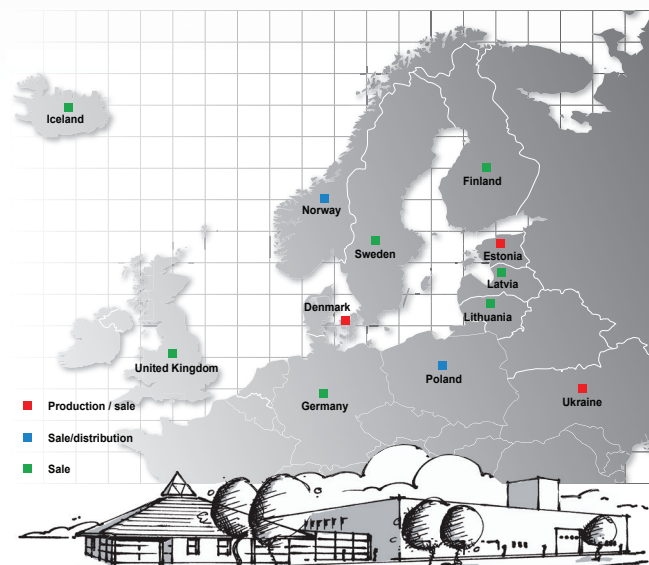 Iceland
Finland
Norway
Sweden
Estonia
Latvia
Denmark
Lithuania
United Kingdom
Poland
Germany
Ukraine
Production / sale
Sale/distribution
Sale